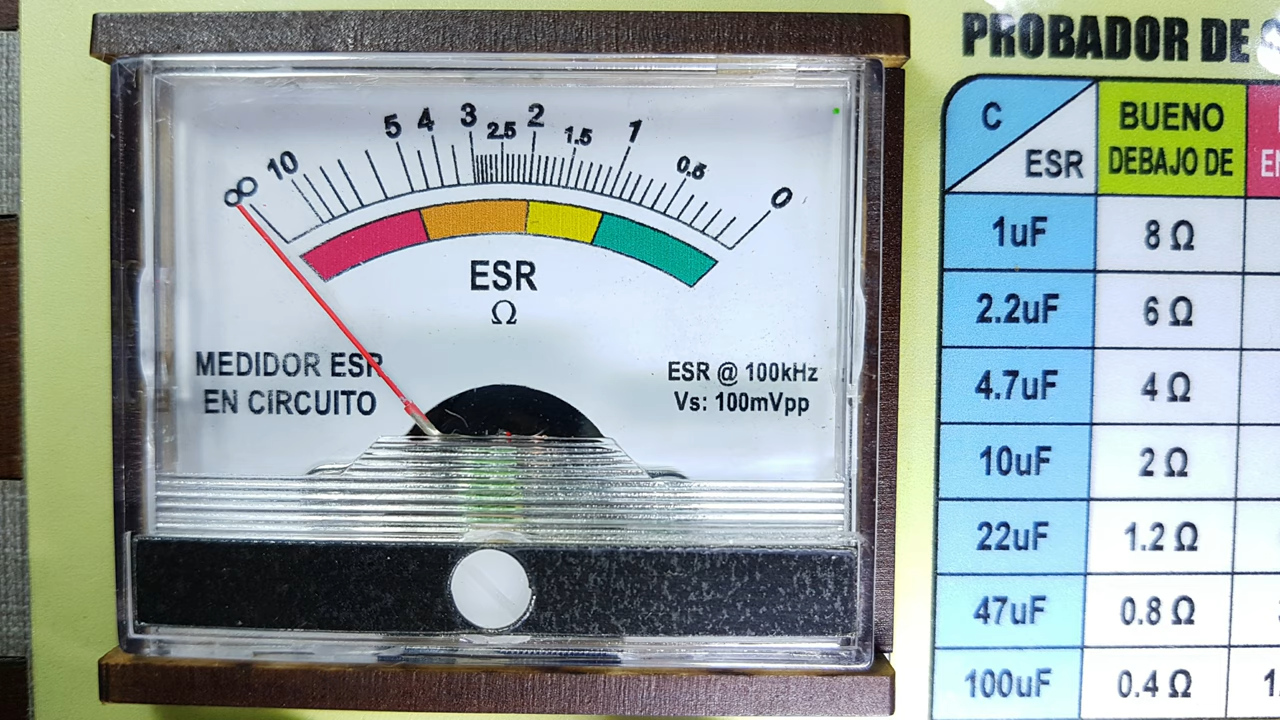 ∞ 10 5 4 3 2.5 2 1.5 1 0.5 0
ESR
Ω
MEDIDOR ESR
EN CIRCUITO
ESR @ 100kHz
Vs: 100mVpp
PROBADOR DE
C
ESR
BUENO
DEBAJO DE
1uF 8 Ω
2.2uF 6 Ω
4.7uF 4 Ω
10uF 2 Ω
22uF 1.2 Ω
47uF 0.8 Ω
100uF 0.4 Ω